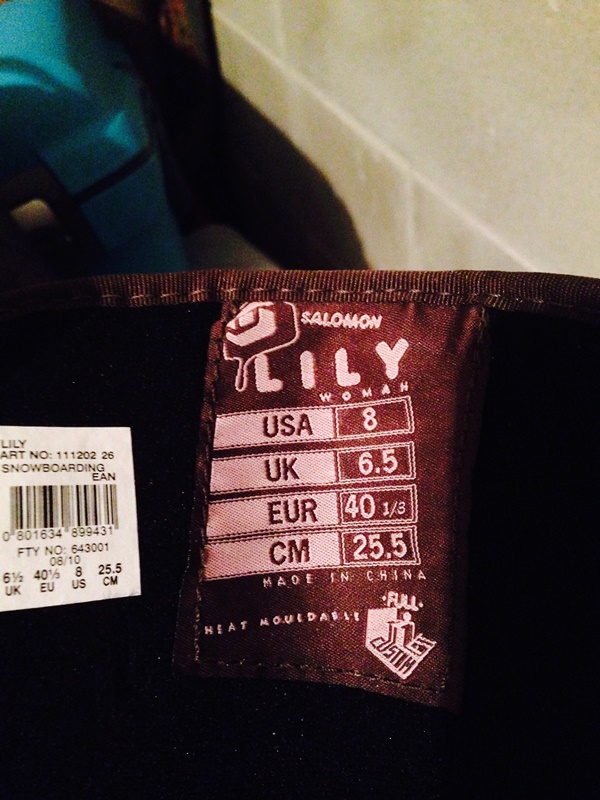 SALOMON
LILY
WOMAN
USA 8
UK 6.5
EUR 40 1/3
CM 25.5
MADE IN CHINA
HEAT MOULDABLE
FULL
CUSTOM
FIT
LILY
ART NO: 111202 26
SNOWBOARDING
EAN
0 801634 899431
FTY NO: 643001
08/10
6½ 40⅓ 8 25.5
UK EU US CM